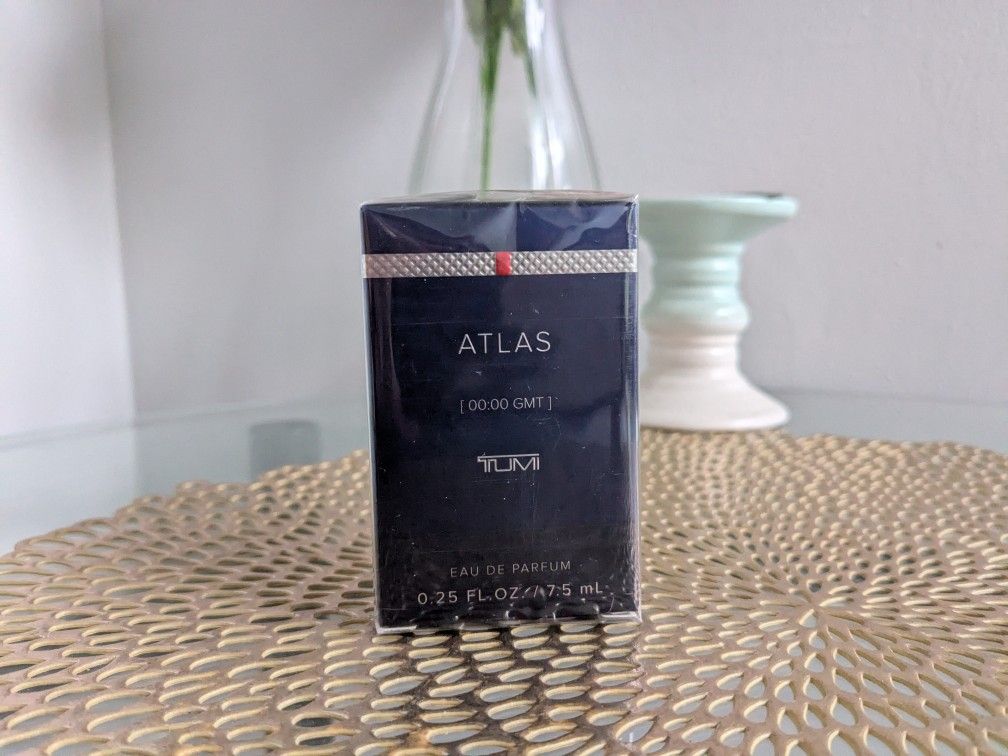 ATLAS
[ 00:00 GMT ]
TUMI
EAU DE PARFUM
0.25 FL.OZ. / 7.5 mL